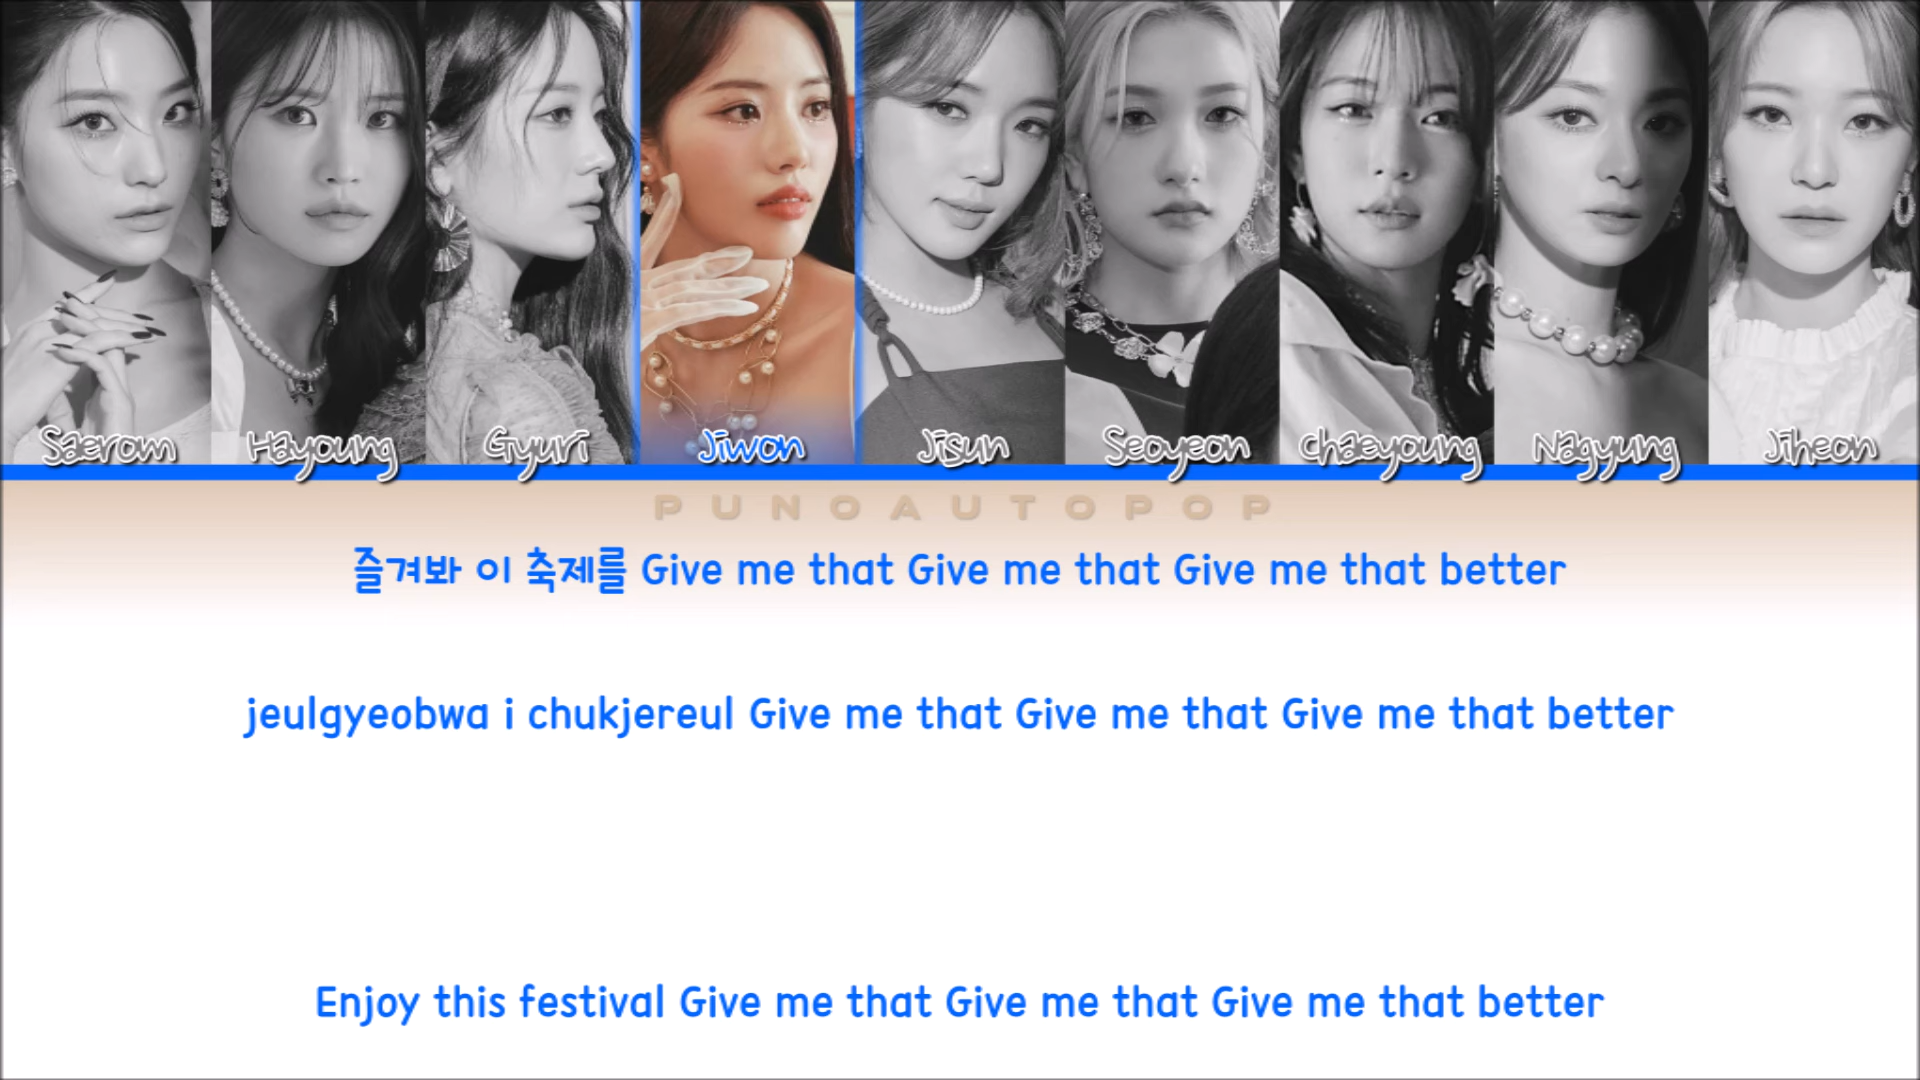 Saerom Hayoung Gyuri Jiwon Jisun Seoyeon chaeyoung Nagyung Jiheon
PUNOAUTOPOP
즐겨봐 이 축제를 Give me that Give me that Give me that better
jeulgyeobwa i chukjereul Give me that Give me that Give me that better
Enjoy this festival Give me that Give me that Give me that better